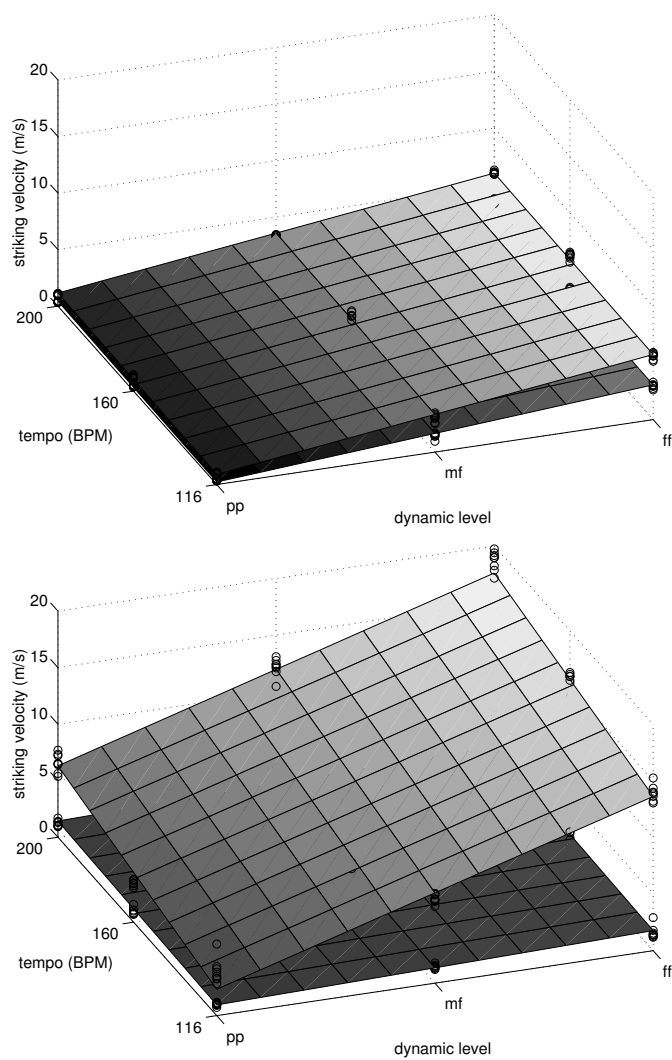 20
15
10
5
0
striking velocity (m/s)
200
160
116
tempo (BPM)
pp
mf
ff
dynamic level
20
15
10
5
0
striking velocity (m/s)
200
160
116
tempo (BPM)
pp
mf
ff
dynamic level